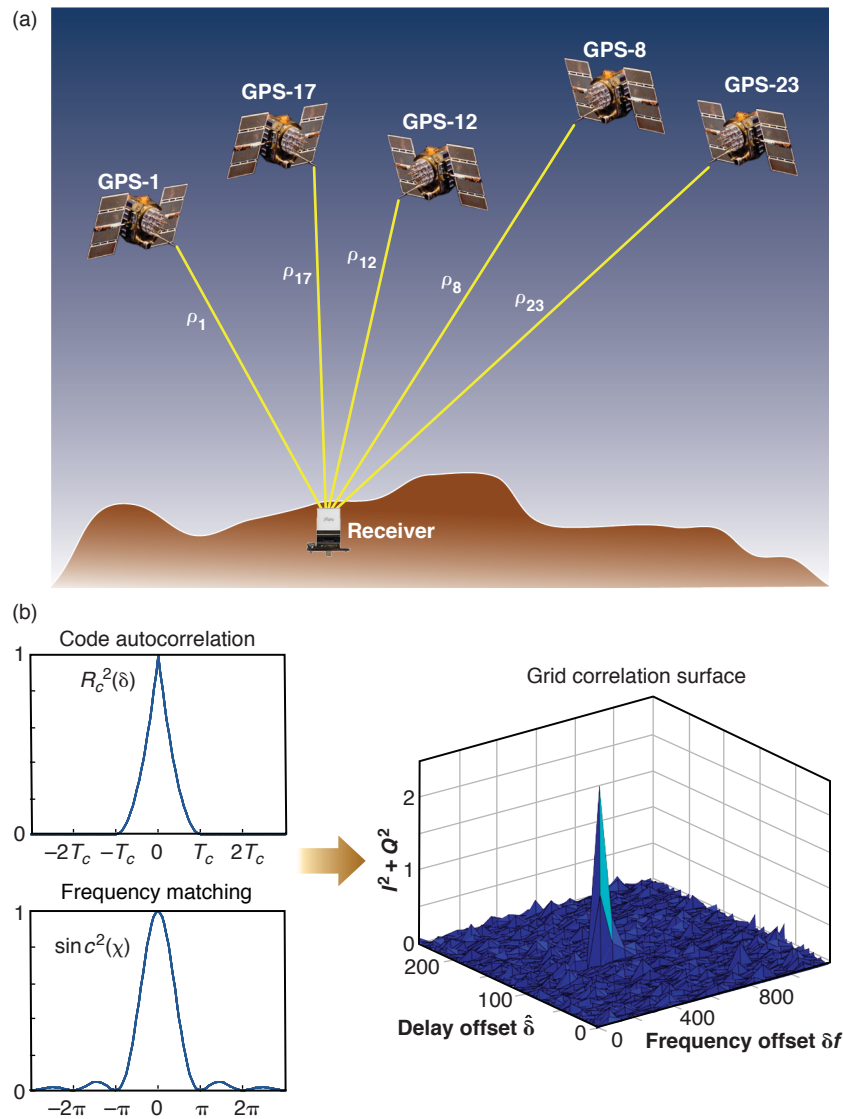 (a)
GPS-8
GPS-17
GPS-23
GPS-12
GPS-1
ρ17
ρ12
ρ8
ρ23
ρ1
Receiver
(b)
Code autocorrelation
1
Rc²(δ)
0
−2Tc −Tc 0 Tc 2Tc
Frequency matching
1
sin c²(χ)
0
−2π −π 0 π 2π
Grid correlation surface
I² + Q²
2
1
0
200
100
0
0
400
800
Delay offset δ̂
Frequency offset δf